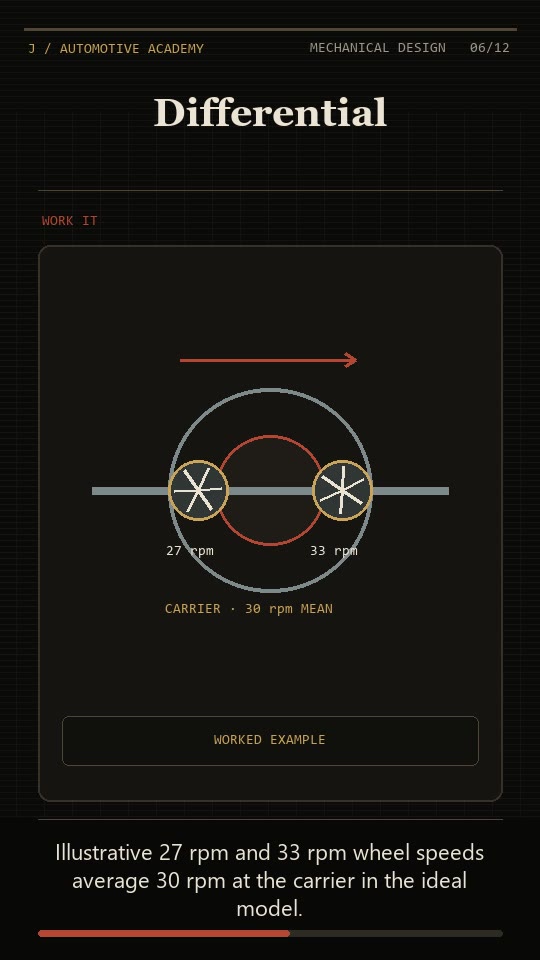 J / AUTOMOTIVE ACADEMY
MECHANICAL DESIGN 06/12
Differential
WORK IT
27 rpm
33 rpm
CARRIER · 30 rpm MEAN
WORKED EXAMPLE
Illustrative 27 rpm and 33 rpm wheel speeds
average 30 rpm at the carrier in the ideal
model.